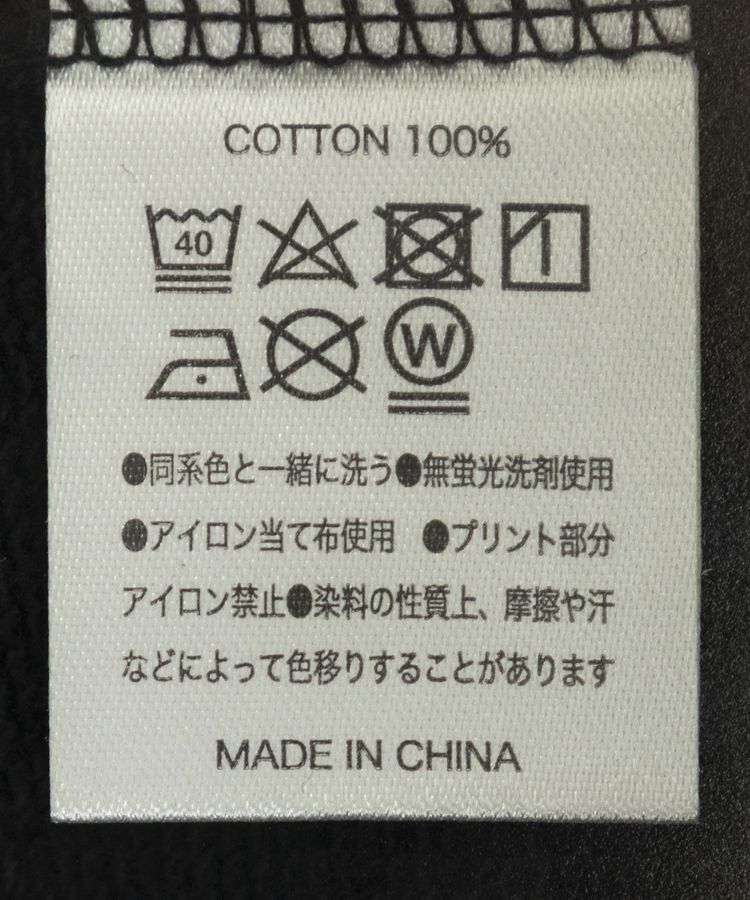 COTTON 100%
40
W
●同系色と一緒に洗う●無蛍光洗剤使用
●アイロン当て布使用 ●プリント部分
アイロン禁止●染料の性質上、摩擦や汗
などによって色移りすることがあります
MADE IN CHINA